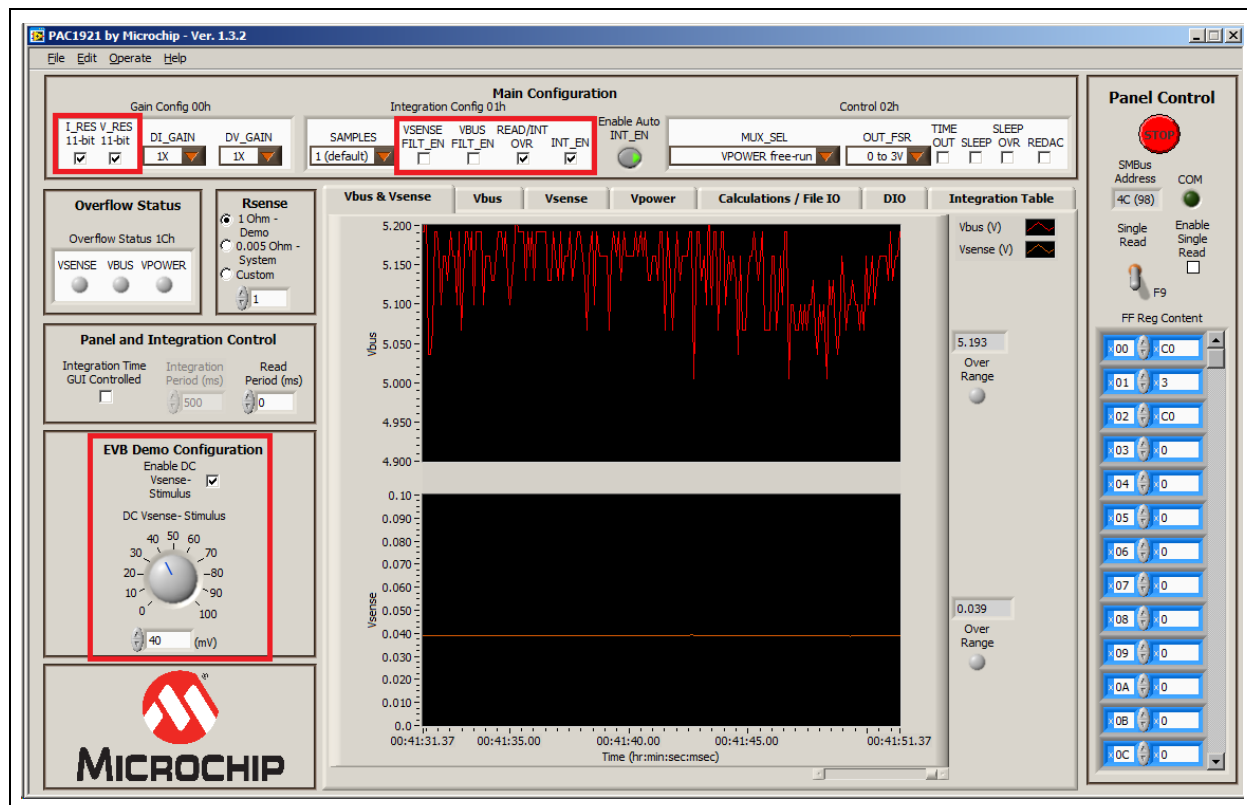 PAC1921 by Microchip - Ver. 1.3.2
File Edit Operate Help
Main Configuration
Gain Config 00h
Integration Config 01h
Control 02h
I_RES V_RES
11-bit 11-bit
DI_GAIN DV_GAIN
1X 1X
SAMPLES
1 (default)
VSENSE VBUS READ/INT
FILT_EN FILT_EN OVR INT_EN
Enable Auto
INT_EN
MUX_SEL
VPOWER free-run
OUT_FSR
0 to 3V
TIME SLEEP
OUT SLEEP OVR REDAC
Panel Control
STOP
SMBus
Address
4C (98)
COM
Single
Read
Enable
Single
Read
F9
FF Reg Content
x 00 x C0
x 01 x 3
x 02 x C0
x 03 x 0
x 04 x 0
x 05 x 0
x 06 x 0
x 07 x 0
x 08 x 0
x 09 x 0
x 0A x 0
x 0B x 0
x 0C x 0
Overflow Status
Overflow Status 1Ch
VSENSE VBUS VPOWER
Rsense
1 Ohm -
Demo
0.005 Ohm -
System
Custom
1
Panel and Integration Control
Integration Time
GUI Controlled
Integration
Period (ms)
500
Read
Period (ms)
0
EVB Demo Configuration
Enable DC
Vsense-
Stimulus
DC Vsense- Stimulus
0 10 20 30 40 50 60 70 80 90 100
40 (mV)
®
MICROCHIP
Vbus & Vsense Vbus Vsense Vpower Calculations / File IO DIO Integration Table
Vbus
5.200
5.150
5.100
5.050
5.000
4.950
4.900
Vsense
0.10
0.090
0.080
0.070
0.060
0.050
0.040
0.030
0.020
0.010
0.0
00:41:31.37 00:41:35.00 00:41:40.00 00:41:45.00 00:41:51.37
Time (hr:min:sec:msec)
Vbus (V)
Vsense (V)
5.193
Over
Range
0.039
Over
Range